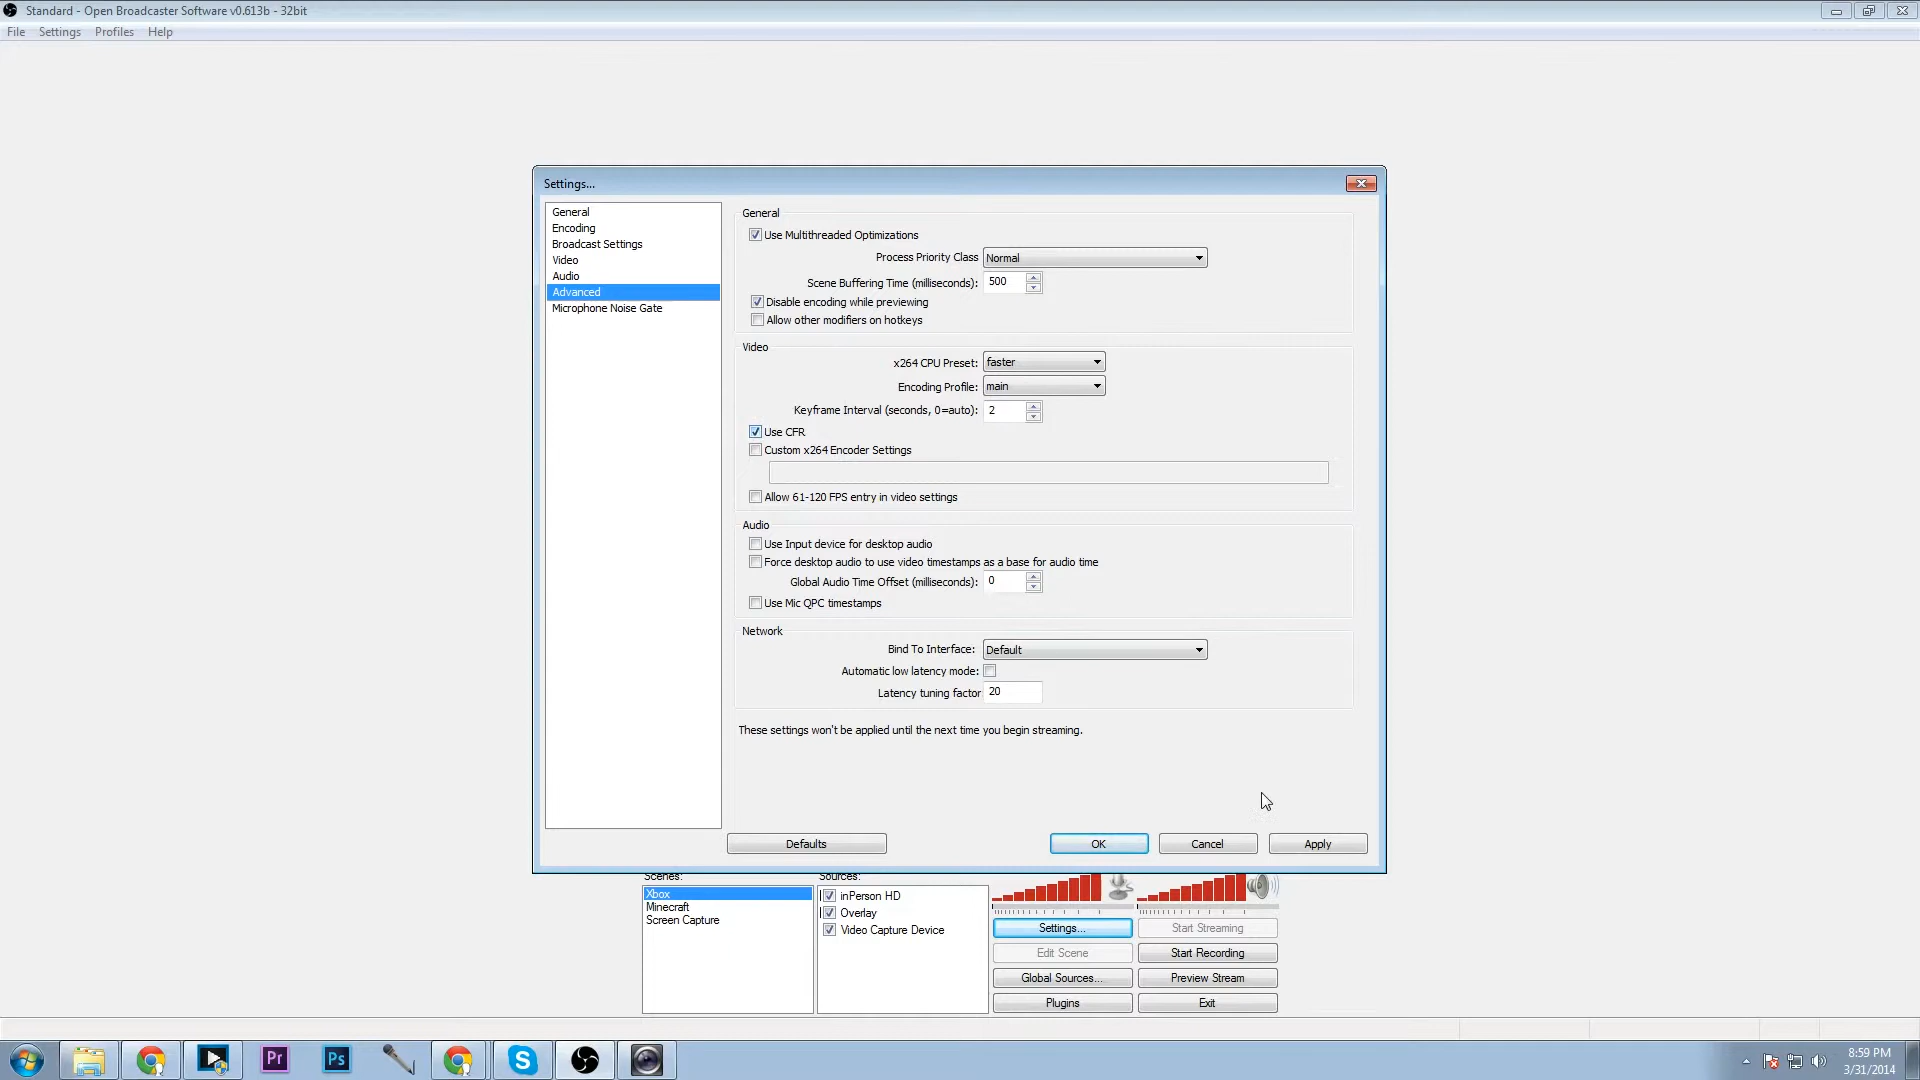 Standard - Open Broadcaster Software v0.613b - 32bit
File Settings Profiles Help
Settings...
General
Encoding
Broadcast Settings
Video
Audio
Advanced
Microphone Noise Gate
General
Use Multithreaded Optimizations
Process Priority Class Normal
Scene Buffering Time (milliseconds): 500
Disable encoding while previewing
Allow other modifiers on hotkeys
Video
x264 CPU Preset: faster
Encoding Profile: main
Keyframe Interval (seconds, 0=auto): 2
Use CFR
Custom x264 Encoder Settings
Allow 61-120 FPS entry in video settings
Audio
Use Input device for desktop audio
Force desktop audio to use video timestamps as a base for audio time
Global Audio Time Offset (milliseconds): 0
Use Mic QPC timestamps
Network
Bind To Interface: Default
Automatic low latency mode:
Latency tuning factor 20
These settings won't be applied until the next time you begin streaming.
Defaults OK Cancel Apply
Scenes:
Xbox
Minecraft
Screen Capture
Sources:
inPerson HD
Overlay
Video Capture Device
Settings... Start Streaming
Edit Scene Start Recording
Global Sources... Preview Stream
Plugins Exit
Pr Ps
8:59 PM
3/31/2014